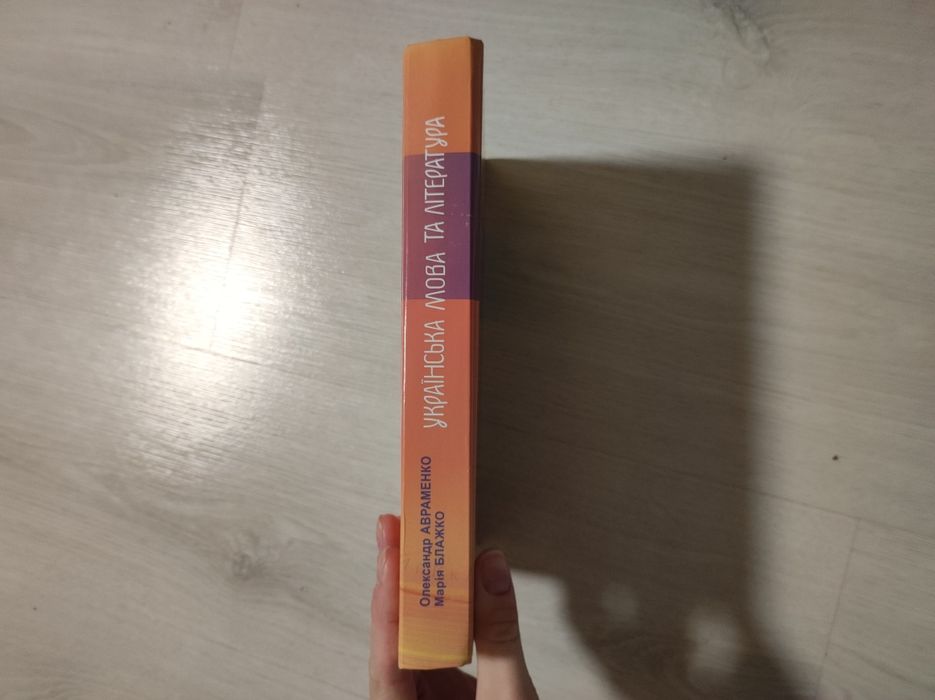 Олександр АВРАМЕНКО
Марія БЛАЖКО
УКРАЇНСЬКА МОВА ТА ЛІТЕРАТУРА